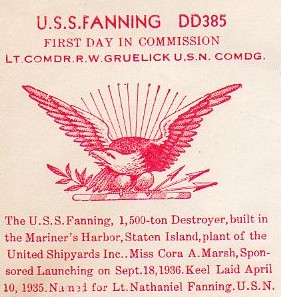 U.S.S.FANNING DD385
FIRST DAY IN COMMISSION
LT.COMDR.R.W.GRUELICK U.S.N. COMDG.
The U.S.S.Fanning, 1,500-ton Destroyer, built in
the Mariner's Harbor, Staten Island, plant of the
United Shipyards Inc.. Miss Cora A. Marsh, Spon-
sored Launching on Sept.18,1936. Keel Laid April
10, 1935. Named for Lt. Nathaniel Fanning. U.S.N.